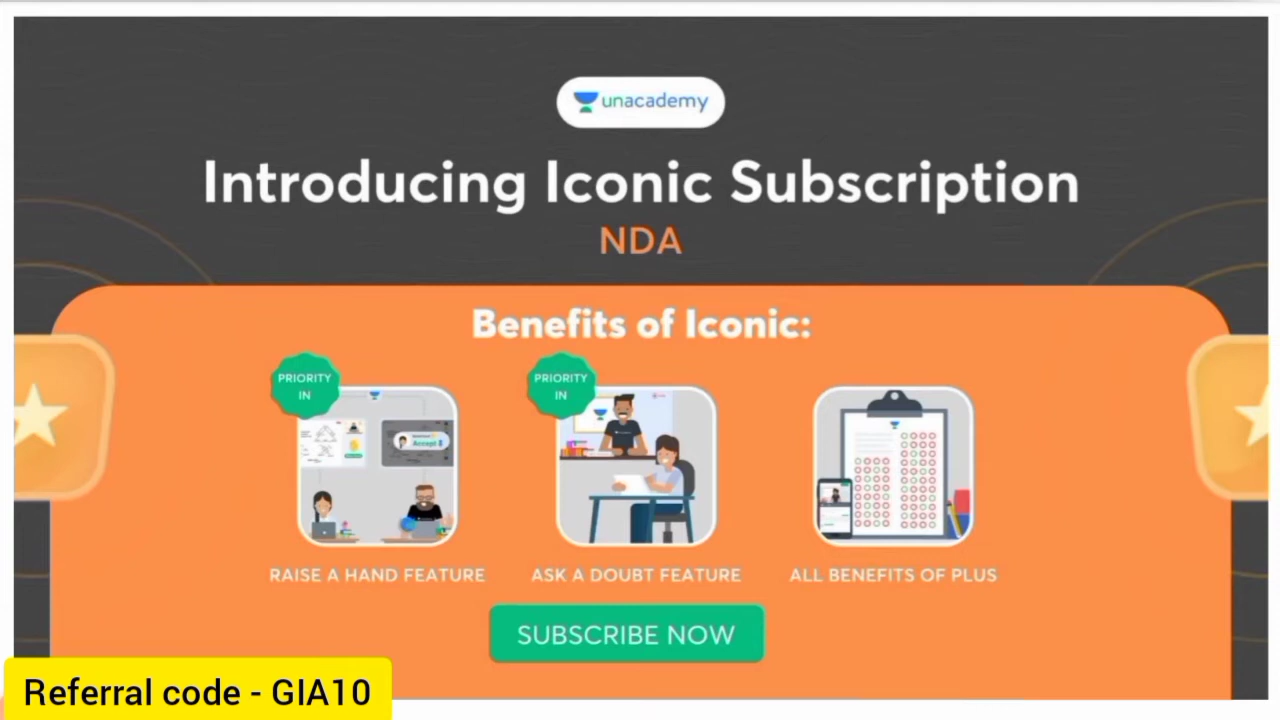 unacademy
Introducing Iconic Subscription
NDA
Benefits of Iconic:
PRIORITY
IN
PRIORITY
IN
RAISE A HAND FEATURE
ASK A DOUBT FEATURE
ALL BENEFITS OF PLUS
SUBSCRIBE NOW
Referral code - GIA10